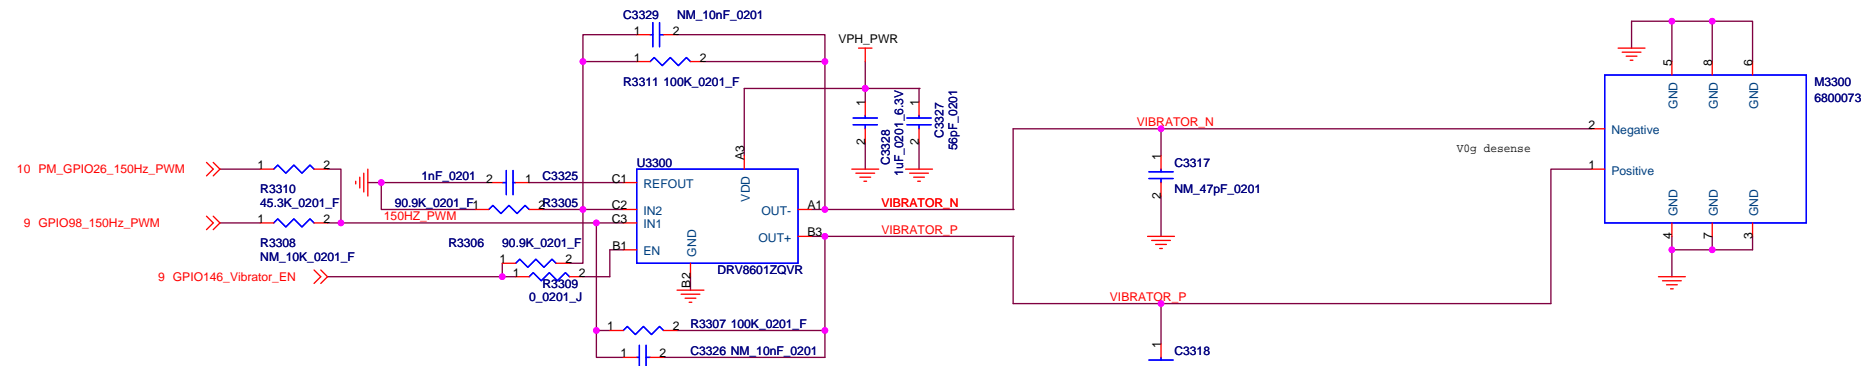 C3329 NM_10nF_0201
1 2
VPH_PWR
1 2
R3311 100K_0201_F
5 8 6
M3300
6800073
GND GND GND
1 1
C3328
1uF_0201_6.3V
C3327
56pF_0201
2 2
VIBRATOR_N
2 Negative
V0g desense
A3
U3300
10 PM_GPIO26_150Hz_PWM
1 2
R3310
45.3K_0201_F
1nF_0201 2 1 C3325 C1 REFOUT
VDD
1
C3317
NM_47pF_0201
2
1 Positive
90.9K_0201_F 1 2 R3305 C2 IN2
OUT- A1 VIBRATOR_N
150HZ_PWM C3 IN1
9 GPIO98_150Hz_PWM
1 2
R3308
NM_10K_0201_F
OUT+ B3 VIBRATOR_P
R3306 90.9K_0201_F
1 2
B1 EN
GND
B2
DRV8601ZQVR
GND GND GND
4 7 3
9 GPIO146_Vibrator_EN
1 2
R3309
0_0201_J
VIBRATOR_P
1 2 R3307 100K_0201_F
1 2 C3326 NM_10nF_0201
1
C3318